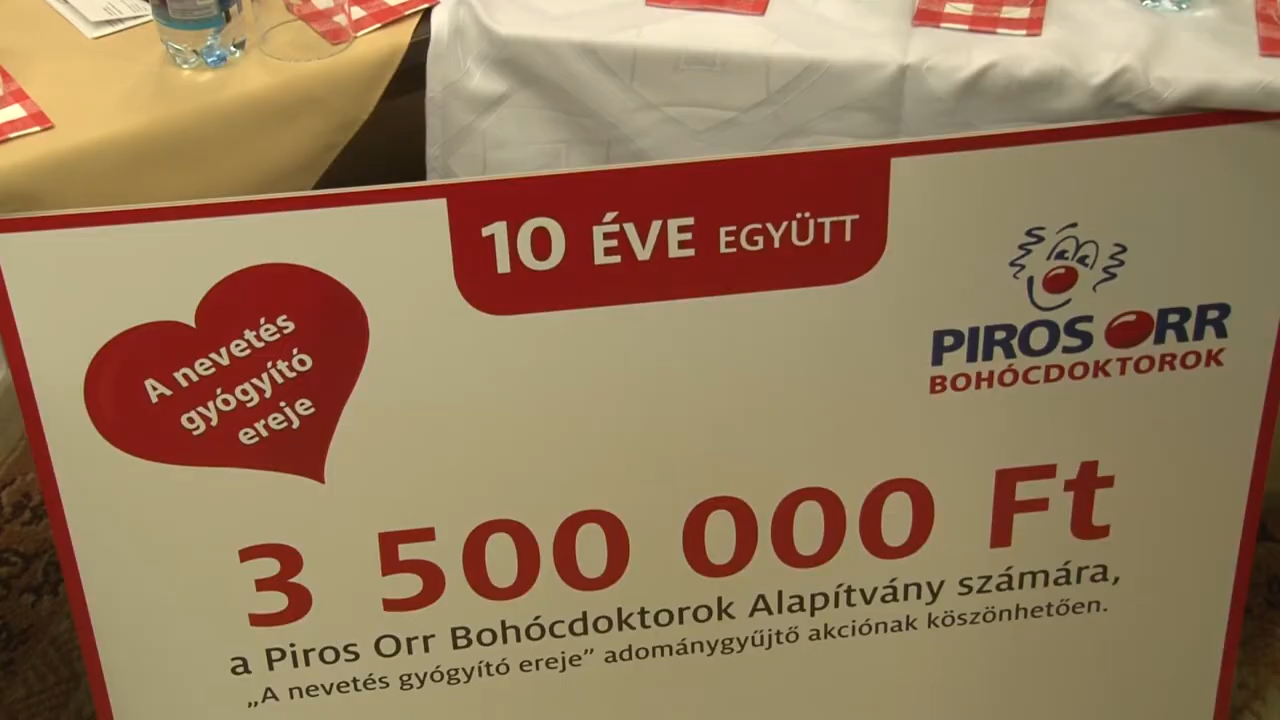 10 ÉVE EGYÜTT
A nevetés
gyógyító
ereje
PIROS ORR
BOHÓCDOKTOROK
3 500 000 Ft
a Piros Orr Bohócdoktorok Alapítvány számára,
„A nevetés gyógyító ereje” adománygyűjtő akciónak köszönhetően.